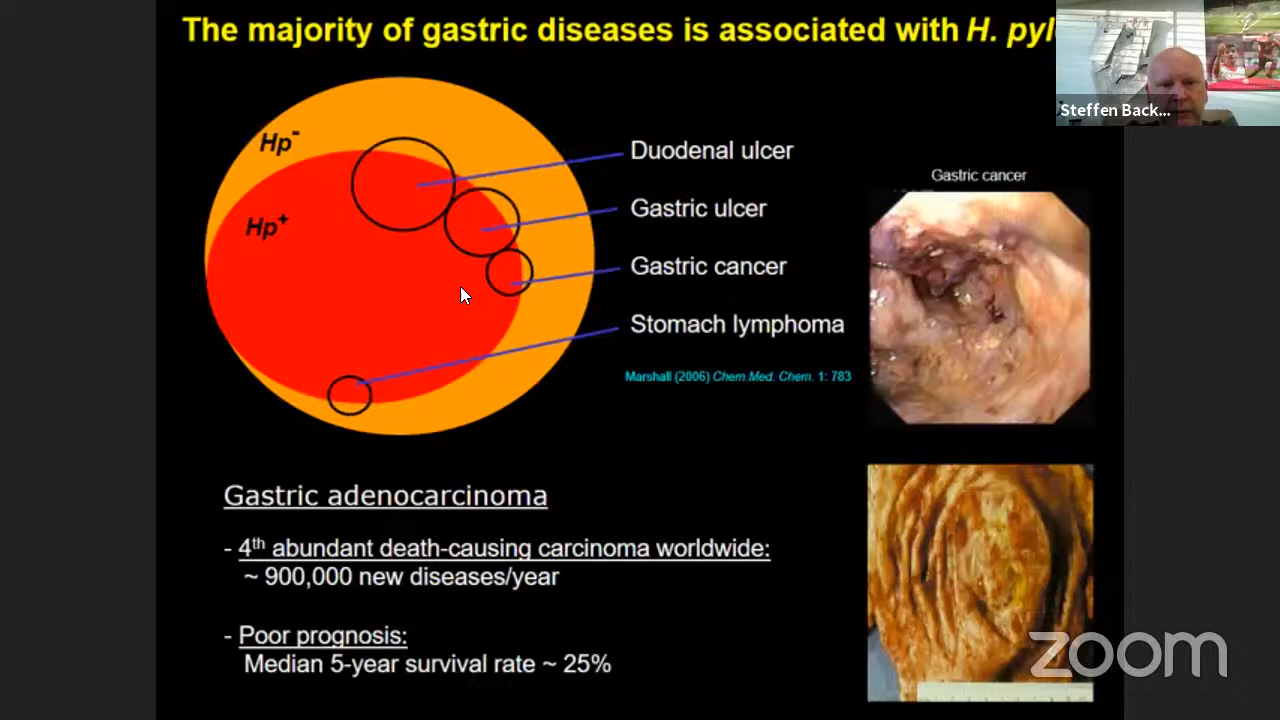 The majority of gastric diseases is associated with H. pyl
Steffen Back...
Hp-
Hp+
Duodenal ulcer
Gastric ulcer
Gastric cancer
Stomach lymphoma
Marshall (2006) Chem.Med. Chem. 1: 783
Gastric cancer
Gastric adenocarcinoma
- 4th abundant death-causing carcinoma worldwide:
~ 900,000 new diseases/year
- Poor prognosis:
Median 5-year survival rate ~ 25%
zoom